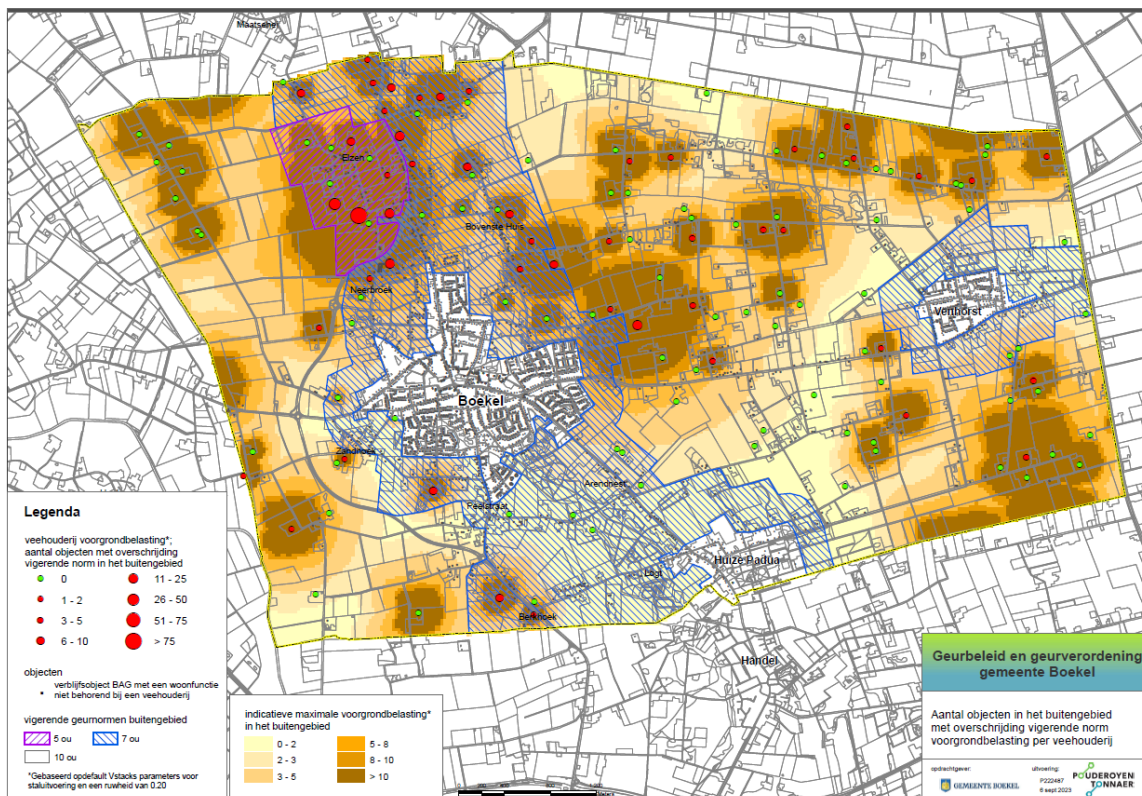 Maatsehei
Elzen
Bovenste Huis
Neerbroek
Venhorst
Boekel
Zandhoek
Arendnest
Peelstraat
Huize Padua
Logt
Berkhoek
Handel
Legenda
veehouderij voorgrondbelasting*;
aantal objecten met overschrijding
vigerende norm in het buitengebied
0 11 - 25
1 - 2 26 - 50
3 - 5 51 - 75
6 - 10 > 75
objecten
verblijfsobject BAG met een woonfunctie
niet behorend bij een veehouderij
vigerende geurnormen buitengebied
5 ou 7 ou
10 ou
*Gebaseerd opdefault Vstacks parameters voor
staluitvoering en een ruwheid van 0.20
indicatieve maximale voorgrondbelasting*
in het buitengebied
0 - 2 5 - 8
2 - 3 8 - 10
3 - 5 > 10
Geurbeleid en geurverordening
gemeente Boekel
Aantal objecten in het buitengebied
met overschrijding vigerende norm
voorgrondbelasting per veehouderij
opdrachtgever: uitvoering:
GEMEENTE BOEKEL P222487
6 sept 2023
POUDEROYEN
TONNAER